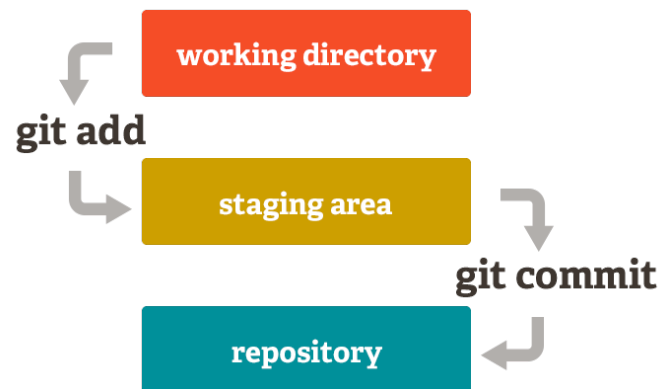 working directory
git add
staging area
git commit
repository